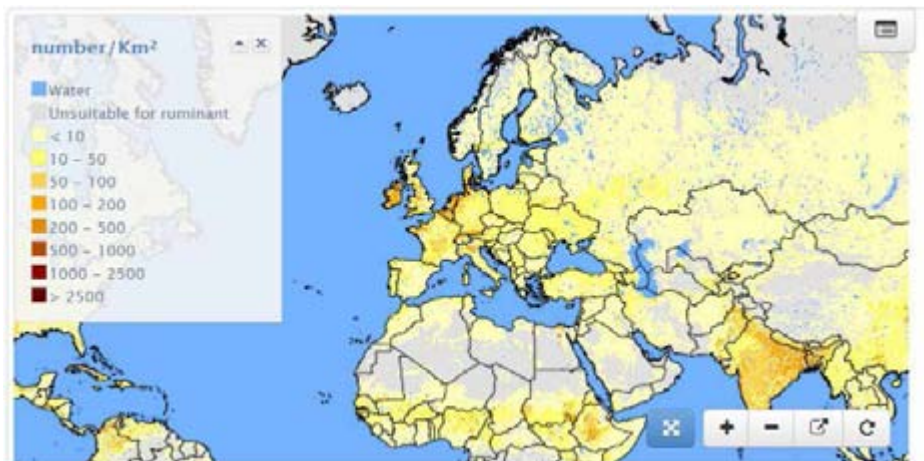 number/Km²
Water
Unsuitable for ruminant
< 10
10 – 50
50 – 100
100 – 200
200 – 500
500 – 1000
1000 – 2500
> 2500